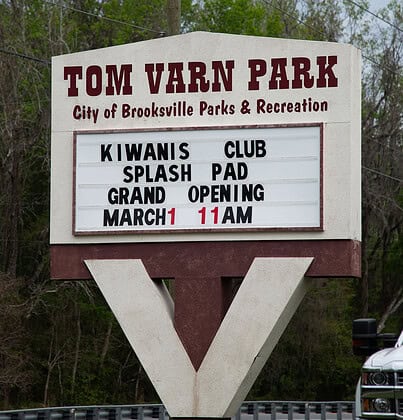 TOM VARN PARK
City of Brooksville Parks & Recreation
KIWANIS CLUB
SPLASH PAD
GRAND OPENING
MARCH1 11AM